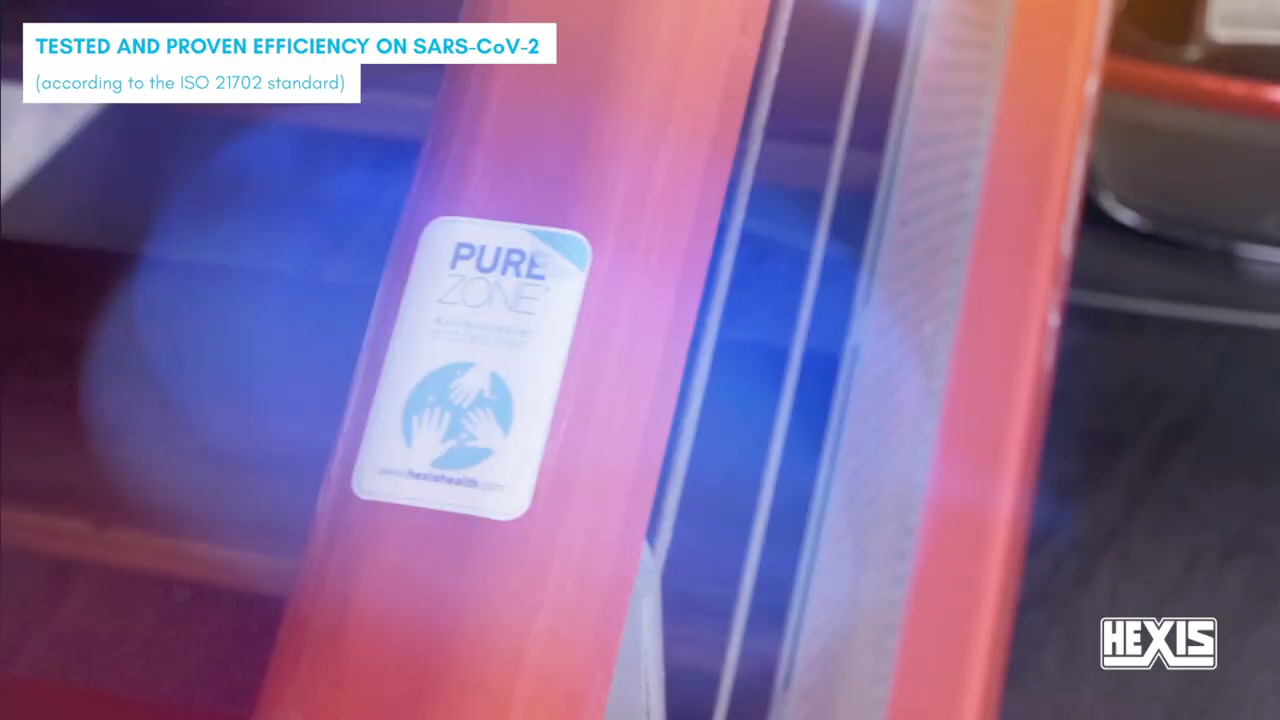 TESTED AND PROVEN EFFICIENCY ON SARS-CoV-2
(according to the ISO 21702 standard)
PURE
ZONE
www.hexishealth.com
HEXIS